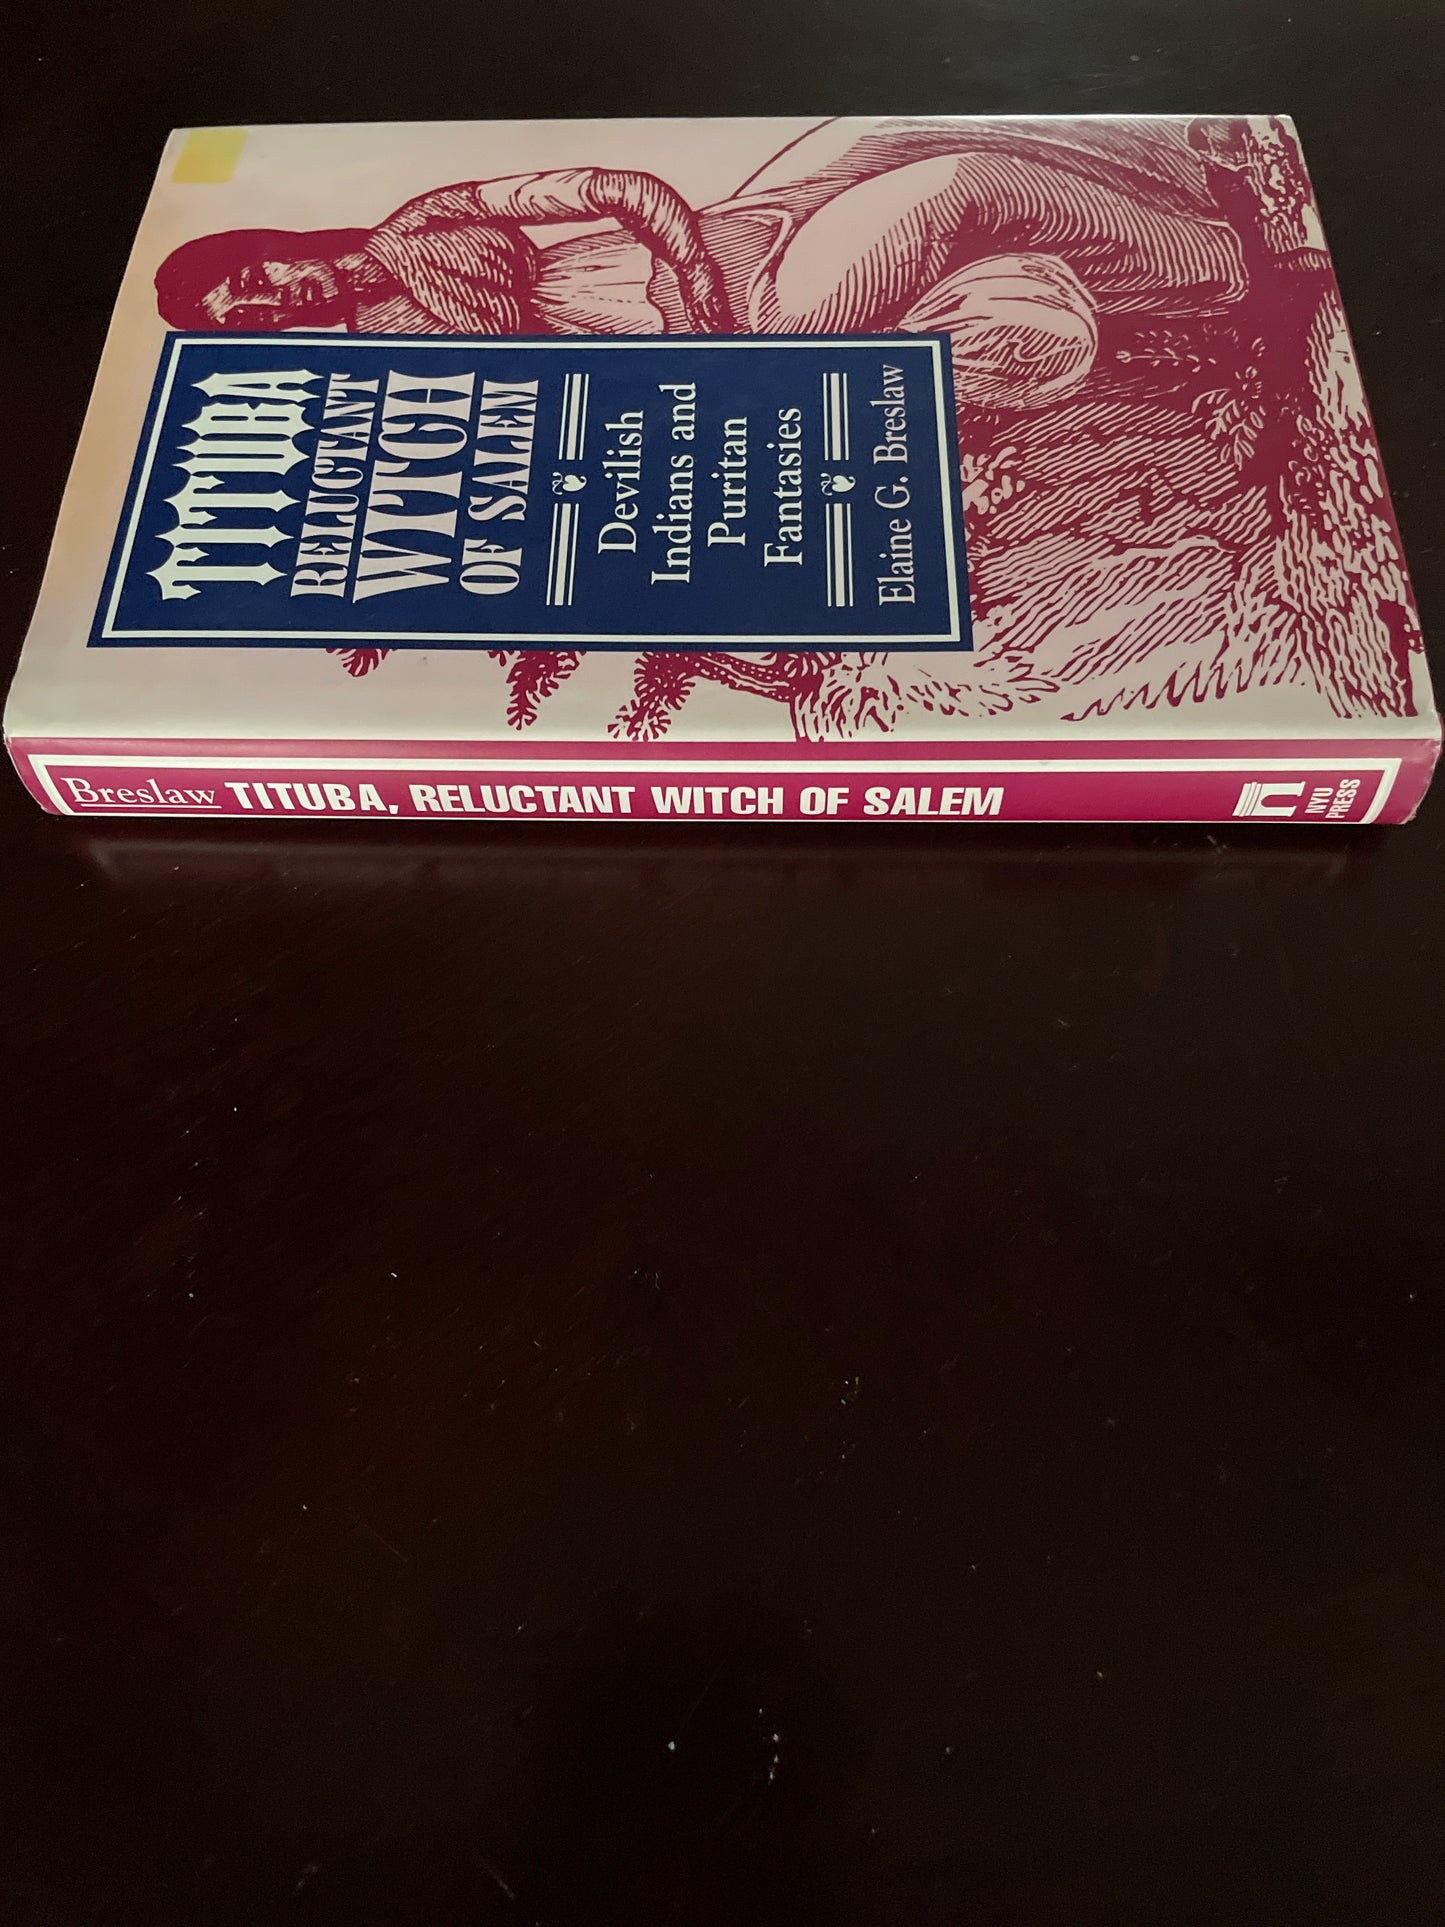 TITUBA
RELUCTANT
WITCH
OF SALEM
Devilish
Indians and
Puritan
Fantasies
Elaine G. Breslaw
Breslaw TITUBA, RELUCTANT WITCH OF SALEM
n
NYU
PRESS